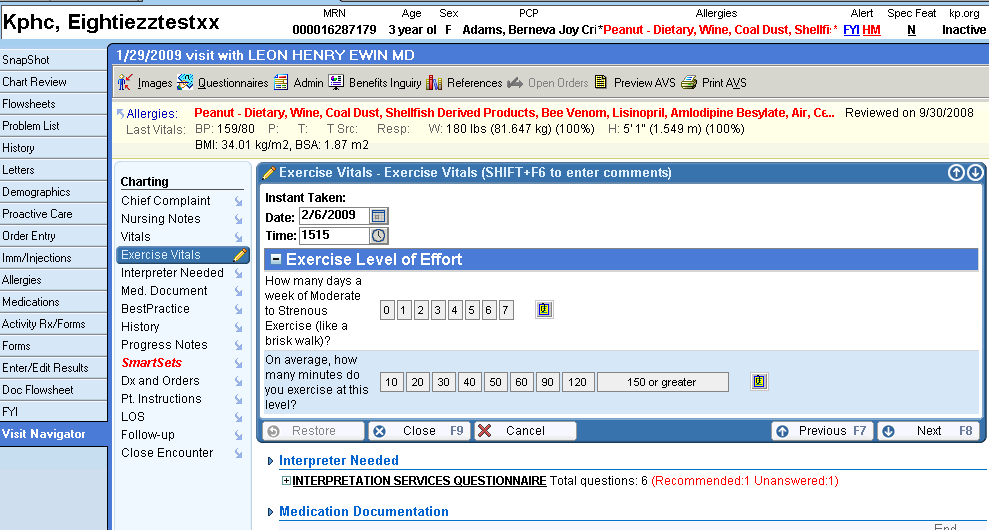 MRN Age Sex PCP Allergies Alert Spec Feat kp.org
Kphc, Eightiezztestxx 000016287179 3 year ol F Adams, Berneva Joy Cri *Peanut - Dietary, Wine, Coal Dust, Shellfi:* FYI HM N Inactive
SnapShot
Chart Review
Flowsheets
Problem List
History
Letters
Demographics
Proactive Care
Order Entry
Imm/Injections
Allergies
Medications
Activity Rx/Forms
Forms
Enter/Edit Results
Doc Flowsheet
FYI
Visit Navigator
1/29/2009 visit with LEON HENRY EWIN MD
Images Questionnaires Admin Benefits Inquiry References Open Orders Preview AVS Print AVS
Allergies: Peanut - Dietary, Wine, Coal Dust, Shellfish Derived Products, Bee Venom, Lisinopril, Amlodipine Besylate, Air, Ce... Reviewed on 9/30/2008
Last Vitals: BP: 159/80 P: T: T Src: Resp: W: 180 lbs (81.647 kg) (100%) H: 5' 1" (1.549 m) (100%)
BMI: 34.01 kg/m2, BSA: 1.87 m2
Charting
Chief Complaint
Nursing Notes
Vitals
Exercise Vitals
Interpreter Needed
Med. Document
BestPractice
History
Progress Notes
SmartSets
Dx and Orders
Pt. Instructions
LOS
Follow-up
Close Encounter
Exercise Vitals - Exercise Vitals (SHIFT+F6 to enter comments)
Instant Taken:
Date: 2/6/2009
Time: 1515
Exercise Level of Effort
How many days a
week of Moderate
to Strenous
Exercise (like a
brisk walk)?
0 1 2 3 4 5 6 7
On average, how
many minutes do
you exercise at this
level?
10 20 30 40 50 60 90 120 150 or greater
Restore Close F9 Cancel Previous F7 Next F8
Interpreter Needed
INTERPRETATION SERVICES QUESTIONNAIRE Total questions: 6 (Recommended:1 Unanswered:1)
Medication Documentation